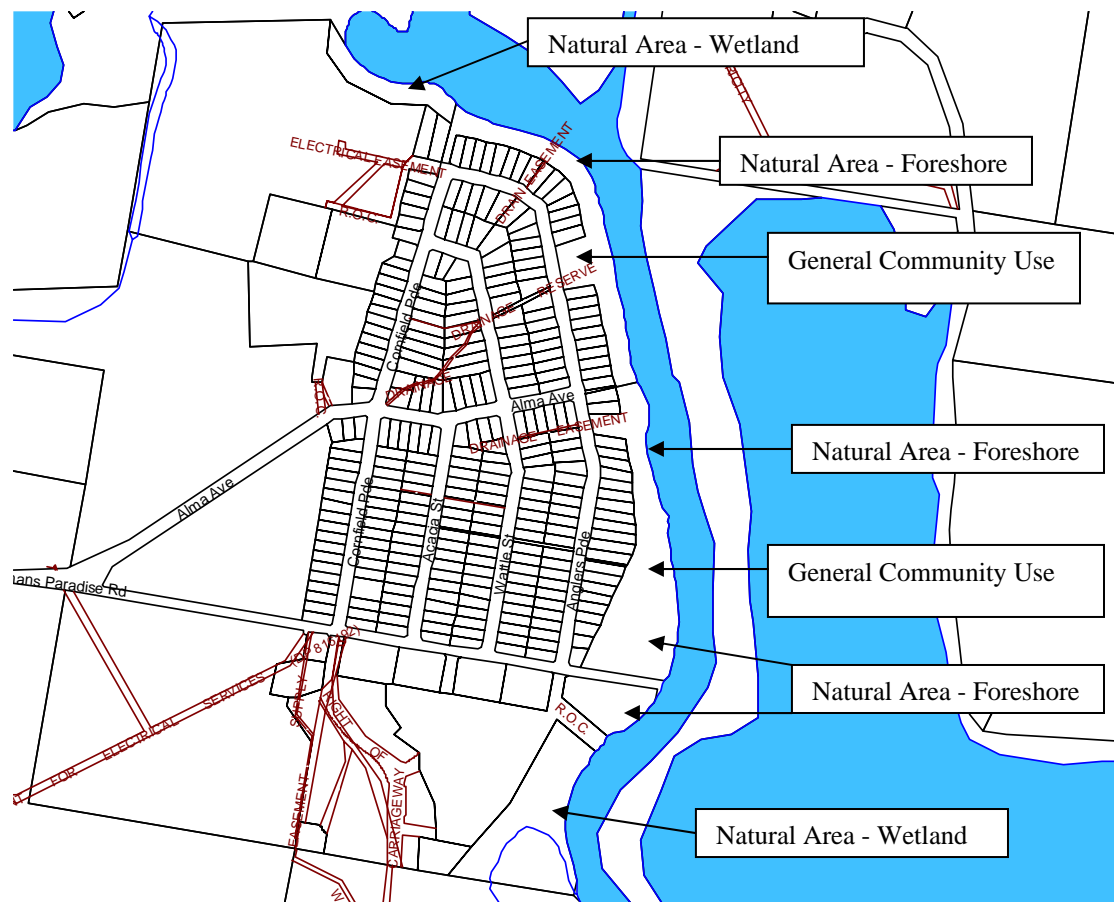 Natural Area - Wetland
Natural Area - Foreshore
ELECTRICAL EASEMENT
DRAIN EASEMENT
R.O.C.
General Community Use
DRAINAGE RESERVE
Cornfield Pde
DRAINAGE
R.O.C.
Alma Ave
DRAINAGE EASEMENT
Natural Area - Foreshore
Alma Ave
Cornfield Pde
Acacia St
Wattle St
Anglers Pde
General Community Use
Paradise Rd
FOR ELECTRICAL SERVICES
SUPPLY
EASEMENT
RIGHT OF CARRIAGEWAY
R.O.C.
Natural Area - Foreshore
Natural Area - Wetland